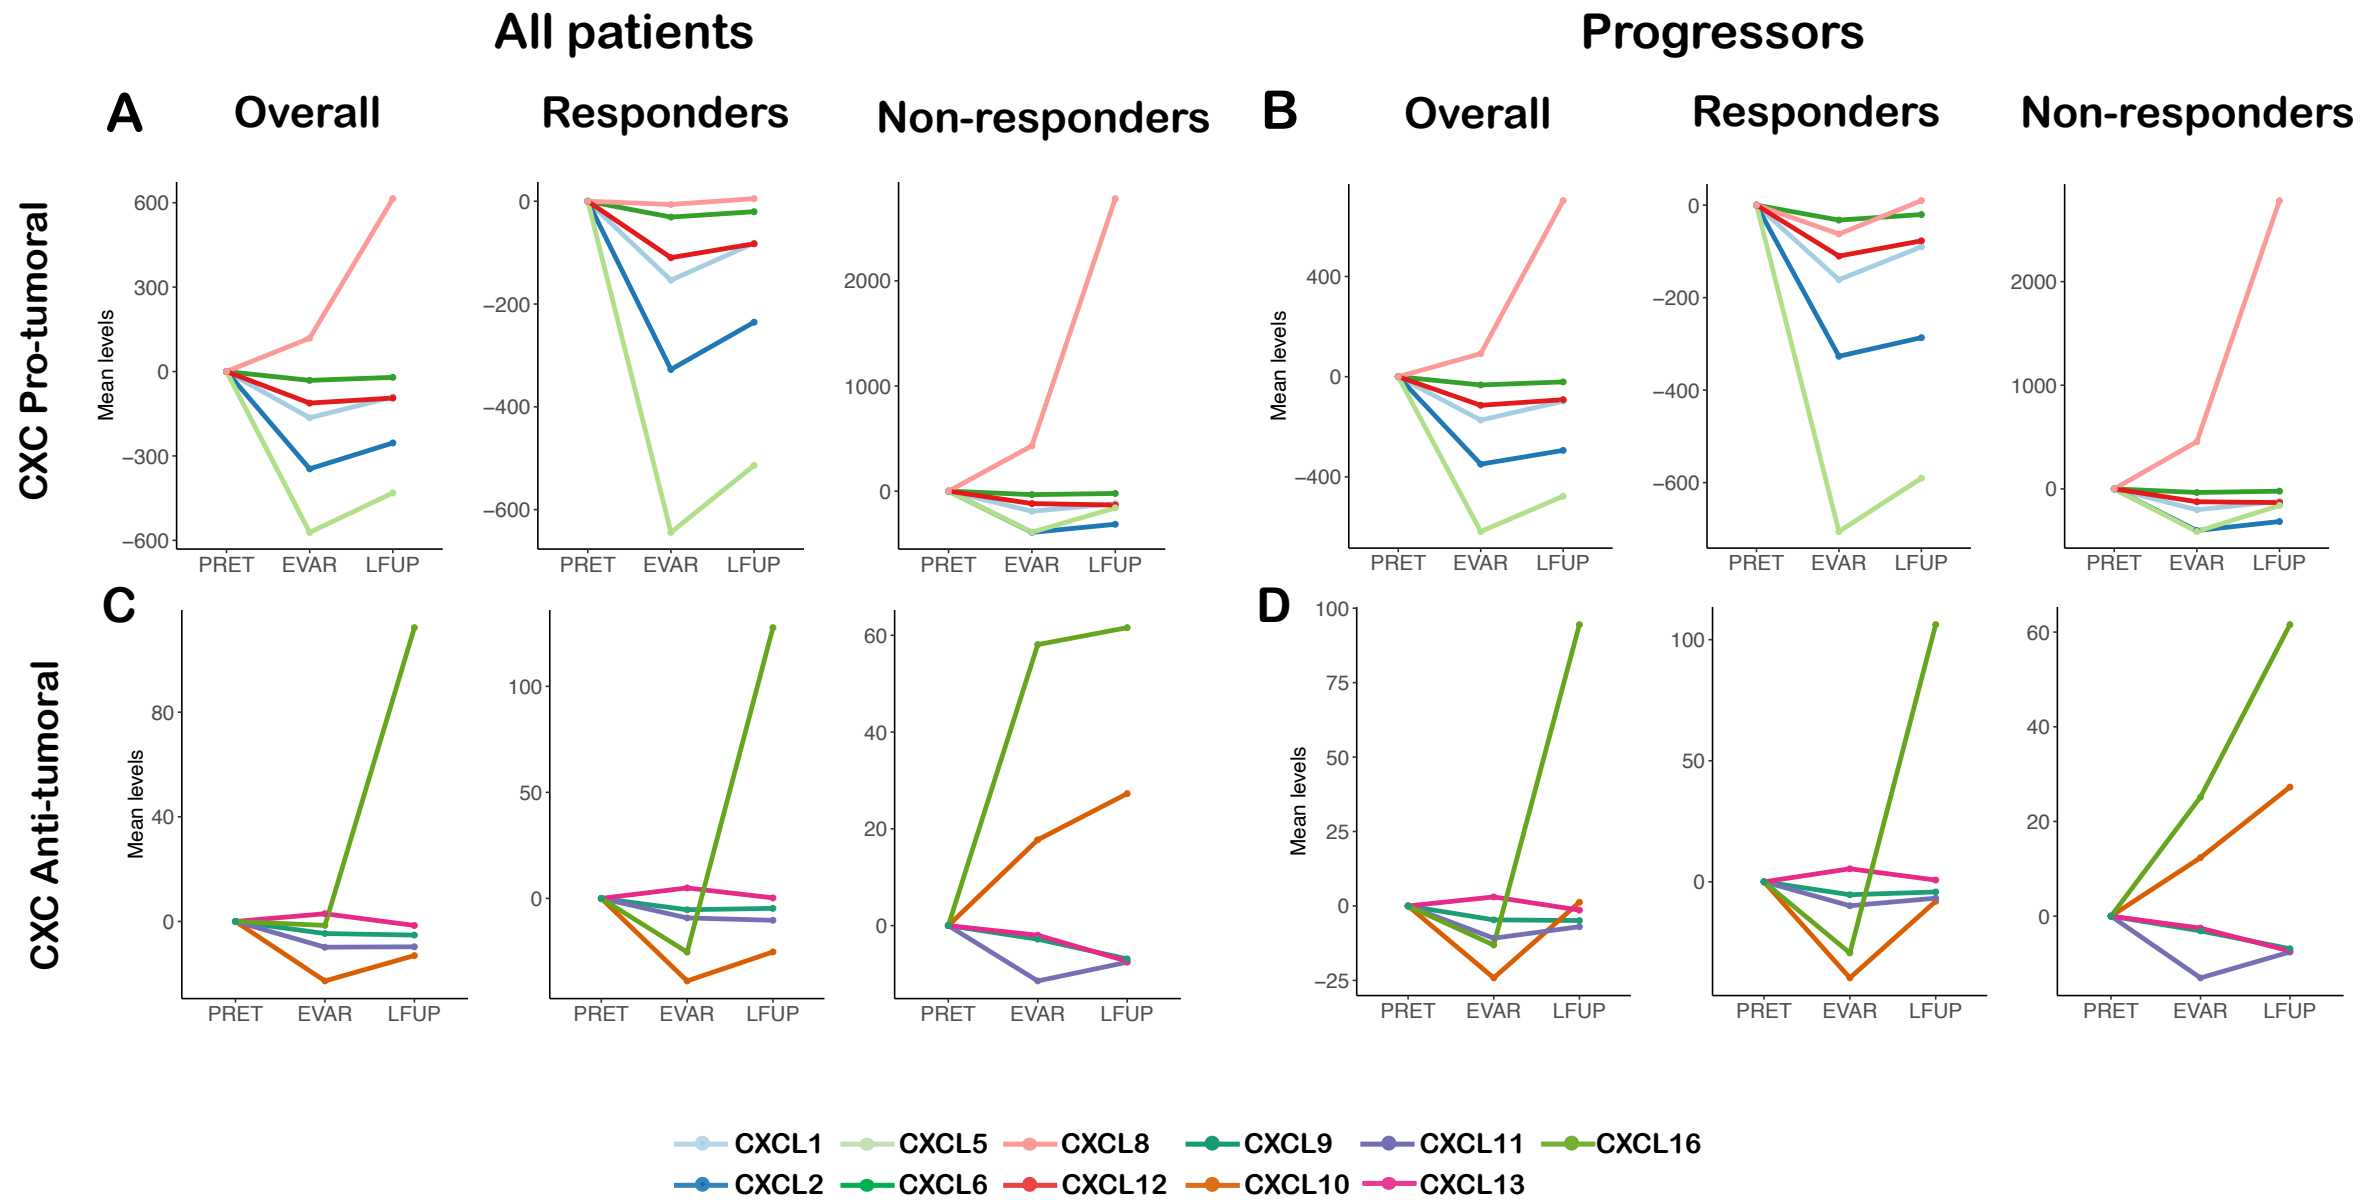 All patients
Progressors
A
Overall
Responders
Non-responders
B
Overall
Responders
Non-responders
CXC Pro-tumoral
Mean levels
600
300
0
−300
−600
PRET EVAR LFUP
0
−200
−400
−600
PRET EVAR LFUP
2000
1000
0
PRET EVAR LFUP
Mean levels
400
0
−400
PRET EVAR LFUP
0
−200
−400
−600
PRET EVAR LFUP
2000
1000
0
PRET EVAR LFUP
C
D
CXC Anti-tumoral
Mean levels
80
40
0
PRET EVAR LFUP
100
50
0
PRET EVAR LFUP
60
40
20
0
PRET EVAR LFUP
Mean levels
100
75
50
25
0
−25
PRET EVAR LFUP
100
50
0
PRET EVAR LFUP
60
40
20
0
PRET EVAR LFUP
CXCL1 CXCL5 CXCL8 CXCL9 CXCL11 CXCL16
CXCL2 CXCL6 CXCL12 CXCL10 CXCL13